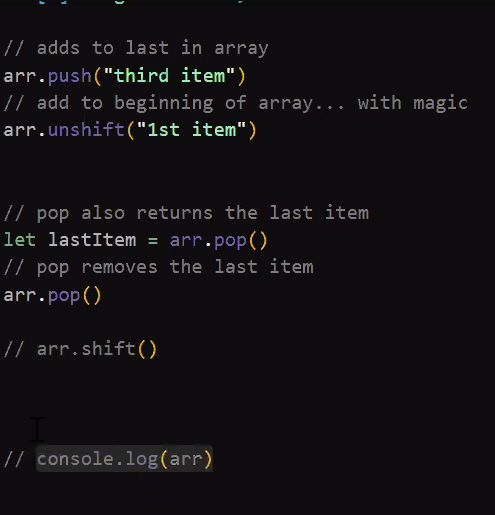 // adds to last in array
arr.push("third item")
// add to beginning of array... with magic
arr.unshift("1st item")
// pop also returns the last item
let lastItem = arr.pop()
// pop removes the last item
arr.pop()
// arr.shift()
// console.log(arr)